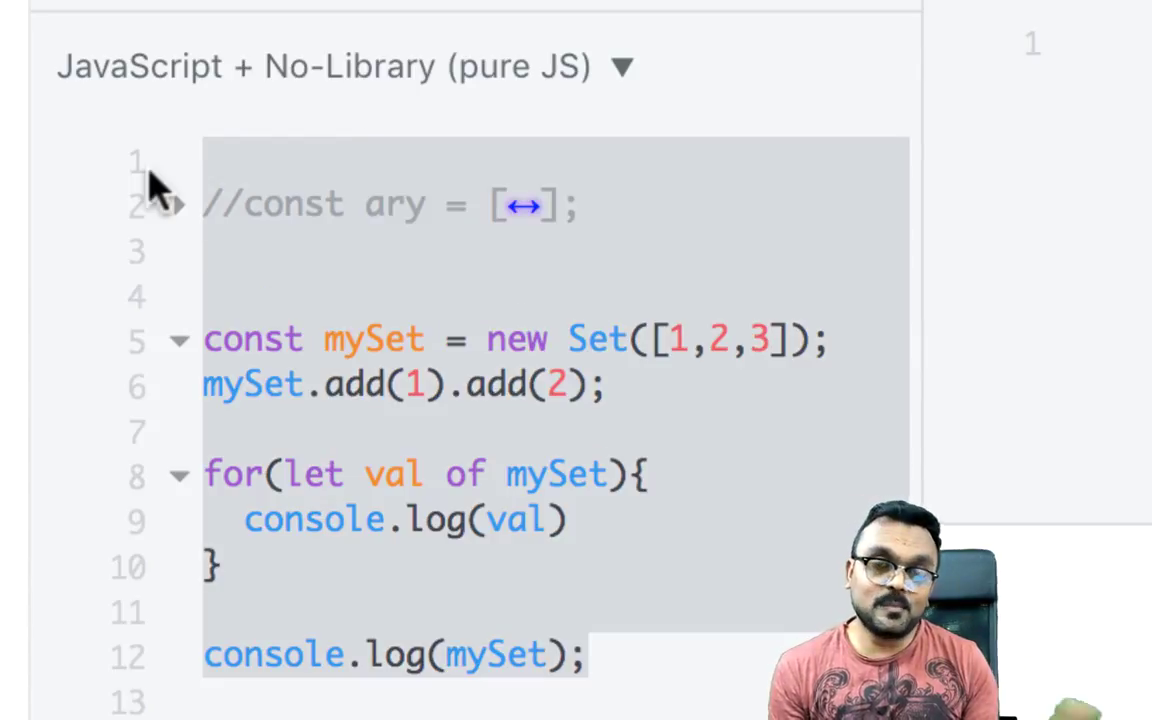 JavaScript + No-Library (pure JS) ▼
1
1
2 //const ary = [↔];
3
4
5 const mySet = new Set([1,2,3]);
6 mySet.add(1).add(2);
7
8 for(let val of mySet){
9 console.log(val)
10 }
11
12 console.log(mySet);
13